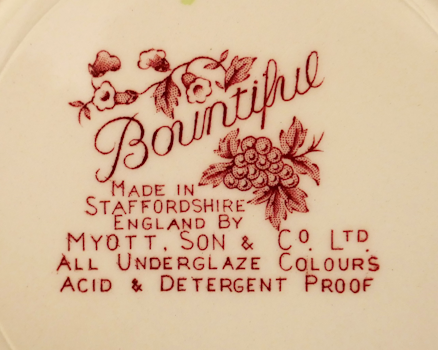 Bountiful
MADE IN
STAFFORDSHIRE
ENGLAND BY
MYOTT, SON & CO. LTD.
ALL UNDERGLAZE COLOURS
ACID & DETERGENT PROOF